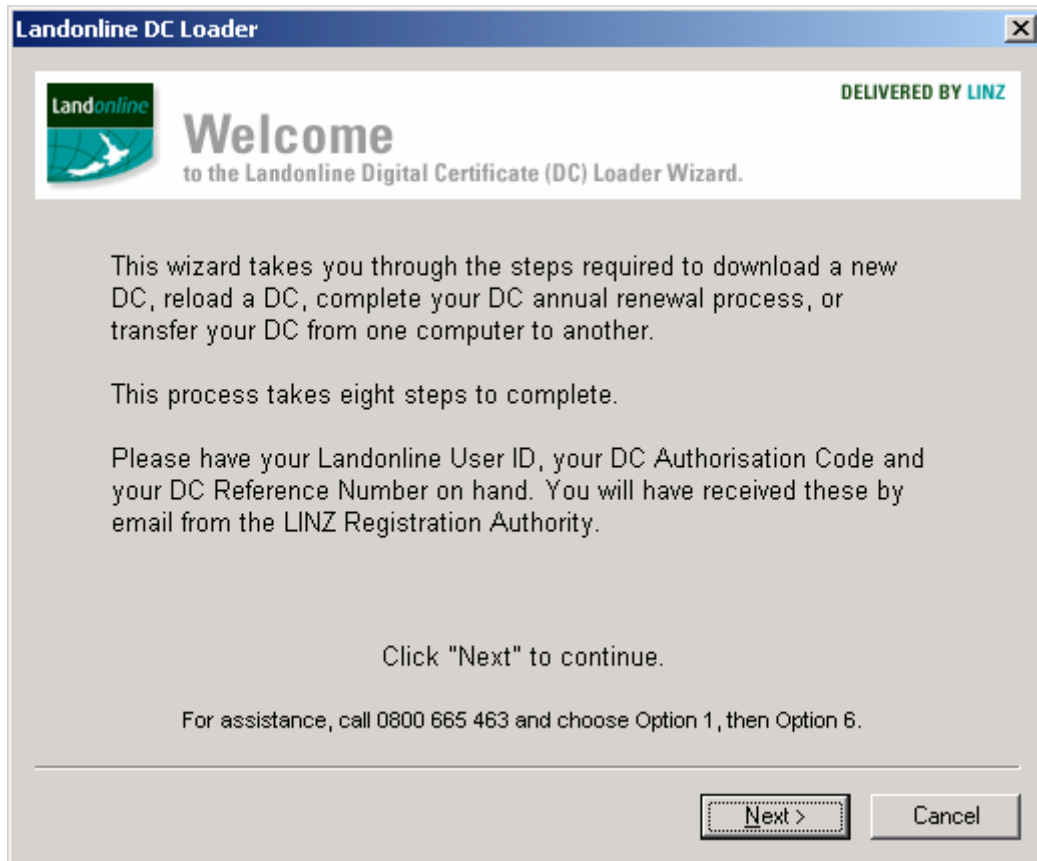 Landonline DC Loader
Landonline
DELIVERED BY LINZ
Welcome
to the Landonline Digital Certificate (DC) Loader Wizard.
This wizard takes you through the steps required to download a new
DC, reload a DC, complete your DC annual renewal process, or
transfer your DC from one computer to another.
This process takes eight steps to complete.
Please have your Landonline User ID, your DC Authorisation Code and
your DC Reference Number on hand. You will have received these by
email from the LINZ Registration Authority.
Click "Next" to continue.
For assistance, call 0800 665 463 and choose Option 1, then Option 6.
Next >
Cancel